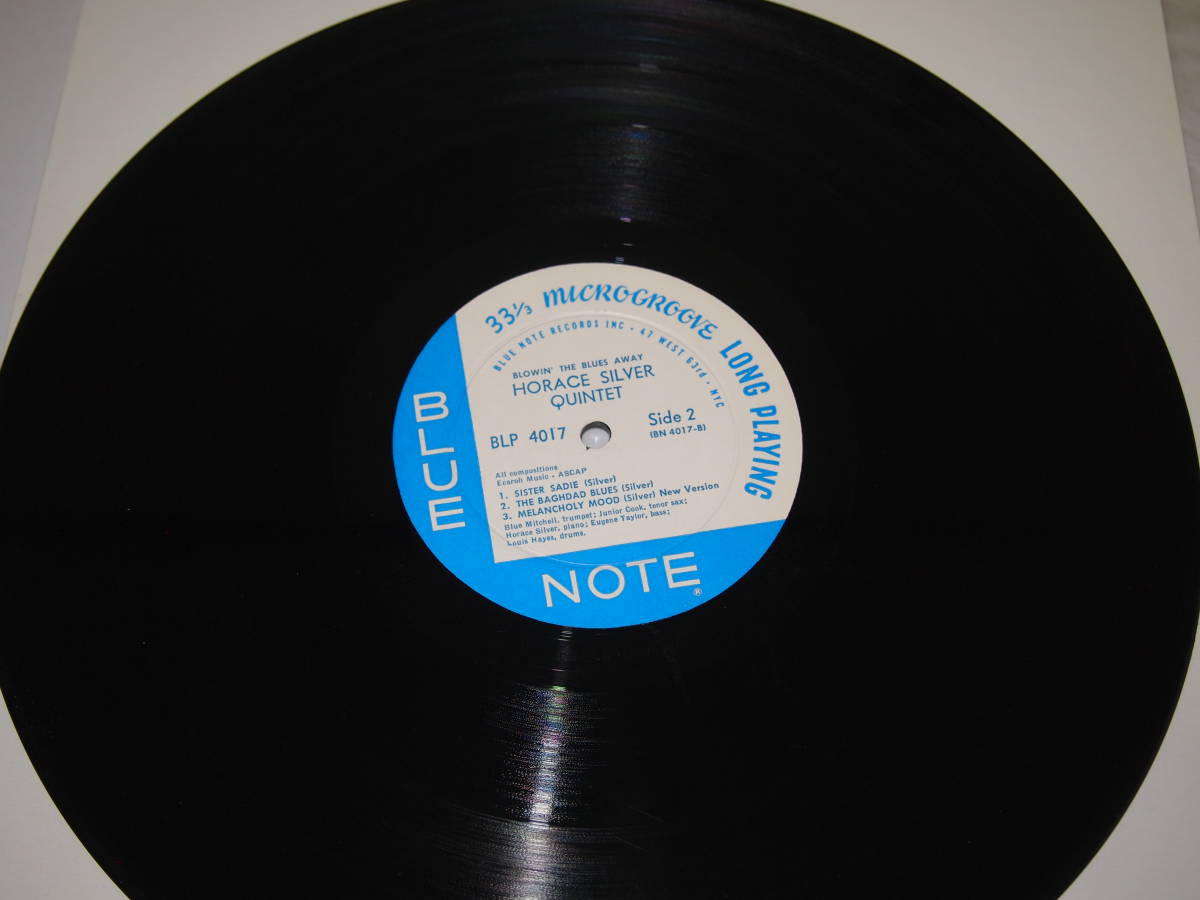 33⅓ MICROGROOVE LONG PLAYING
BLUE NOTE RECORDS INC • 47 WEST 63rd • NYC
BLOWIN' THE BLUES AWAY
HORACE SILVER
QUINTET
BLP 4017
Side 2
(BN 4017-B)
All compositions
Ecaroh Music - ASCAP
1. SISTER SADIE (Silver)
2. THE BAGHDAD BLUES (Silver)
3. MELANCHOLY MOOD (Silver) New Version
Blue Mitchell, trumpet; Junior Cook, tenor sax;
Horace Silver, piano; Eugene Taylor, bass;
Louis Hayes, drums.
BLUE
NOTE®